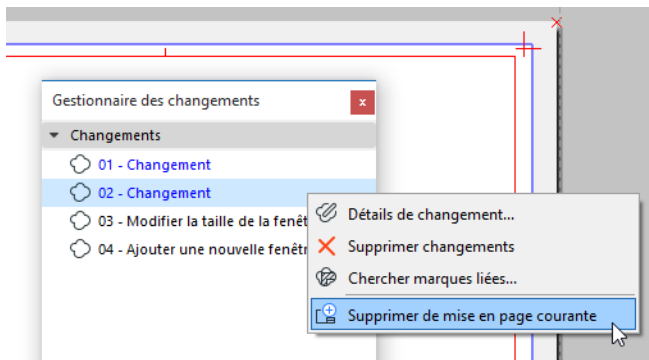 Gestionnaire des changements
x
Changements
01 - Changement
02 - Changement
03 - Modifier la taille de la fenêt
04 - Ajouter une nouvelle fenêtr
Détails de changement...
Supprimer changements
Chercher marques liées...
Supprimer de mise en page courante